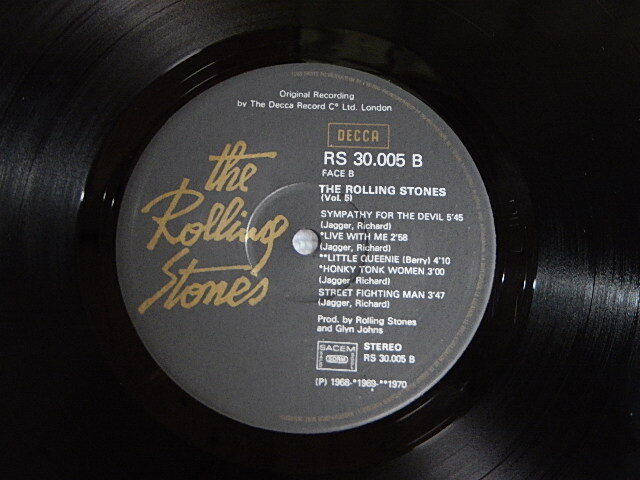 Original Recording
by The Decca Record C° Ltd. London
DECCA
RS 30.005 B
FACE B
the
Rolling
Stones
THE ROLLING STONES
(Vol. 5)
SYMPATHY FOR THE DEVIL 5'45
(Jagger, Richard)
*LIVE WITH ME 2'58
(Jagger, Richard)
**LITTLE QUEENIE (Berry) 4'10
*HONKY TONK WOMEN 3'00
(Jagger, Richard)
STREET FIGHTING MAN 3'47
(Jagger, Richard)
Prod. by Rolling Stones
and Glyn Johns
SACEM
SDRM
STEREO
RS 30.005 B
(P) 1968-*1969-**1970